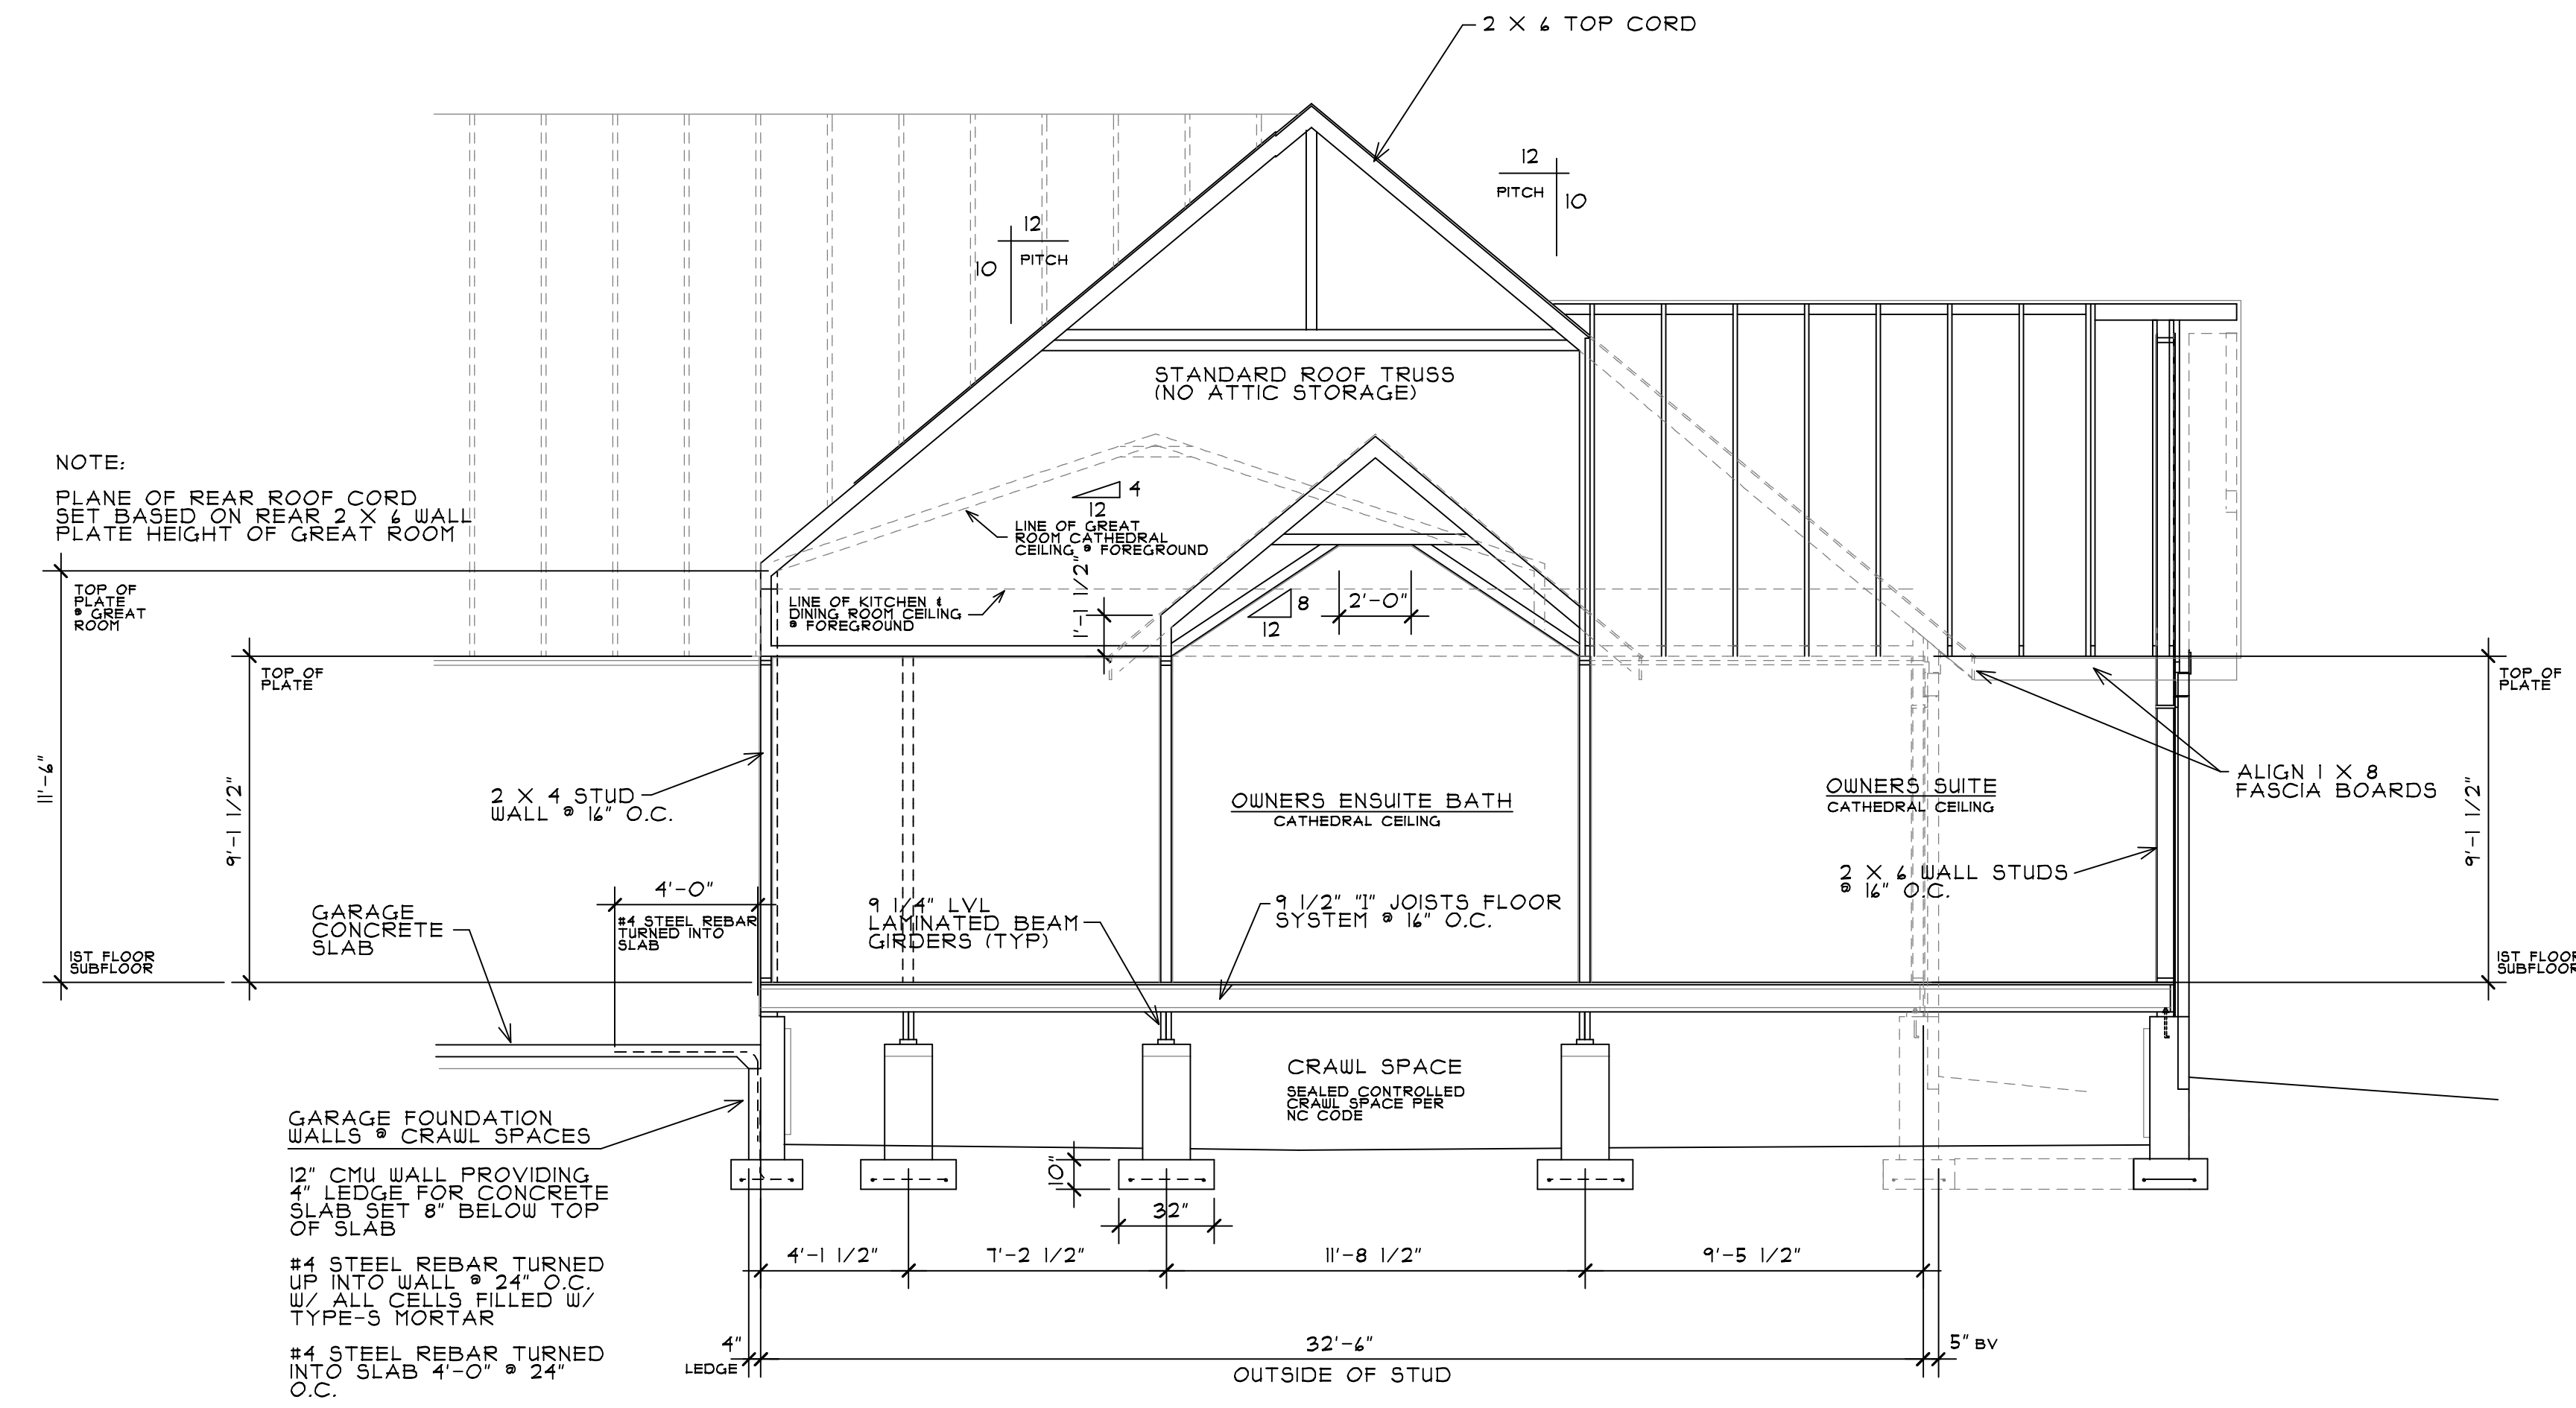 2 X 6 TOP CORD
12
PITCH
10
12
PITCH
10
STANDARD ROOF TRUSS
(NO ATTIC STORAGE)
NOTE:
PLANE OF REAR ROOF CORD
SET BASED ON REAR 2 X 6 WALL
PLATE HEIGHT OF GREAT ROOM
4
12
LINE OF GREAT
ROOM CATHEDRAL
CEILING @ FOREGROUND
TOP OF
PLATE
@ GREAT
ROOM
LINE OF KITCHEN &
DINING ROOM CEILING
@ FOREGROUND
1'-1 1/2"
8
12
2'-0"
TOP OF
PLATE
TOP OF
PLATE
11'-6"
9'-1 1/2"
2 X 4 STUD
WALL @ 16" O.C.
OWNERS ENSUITE BATH
CATHEDRAL CEILING
OWNERS SUITE
CATHEDRAL CEILING
ALIGN 1 X 8
FASCIA BOARDS
9'-1 1/2"
2 X 6 WALL STUDS
@ 16" O.C.
4'-0"
#4 STEEL REBAR
TURNED INTO
SLAB
GARAGE
CONCRETE
SLAB
9 1/4" LVL
LAMINATED BEAM
GIRDERS (TYP)
9 1/2" "I" JOISTS FLOOR
SYSTEM @ 16" O.C.
1ST FLOOR
SUBFLOOR
1ST FLOOR
SUBFLOOR
CRAWL SPACE
SEALED CONTROLLED
CRAWL SPACE PER
NC CODE
GARAGE FOUNDATION
WALLS @ CRAWL SPACES
12" CMU WALL PROVIDING
4" LEDGE FOR CONCRETE
SLAB SET 8" BELOW TOP
OF SLAB
#4 STEEL REBAR TURNED
UP INTO WALL @ 24" O.C.
W/ ALL CELLS FILLED W/
TYPE-S MORTAR
#4 STEEL REBAR TURNED
INTO SLAB 4'-0" @ 24"
O.C.
10"
32"
4'-1 1/2"
7'-2 1/2"
11'-8 1/2"
9'-5 1/2"
4"
LEDGE
32'-6"
OUTSIDE OF STUD
5" BV